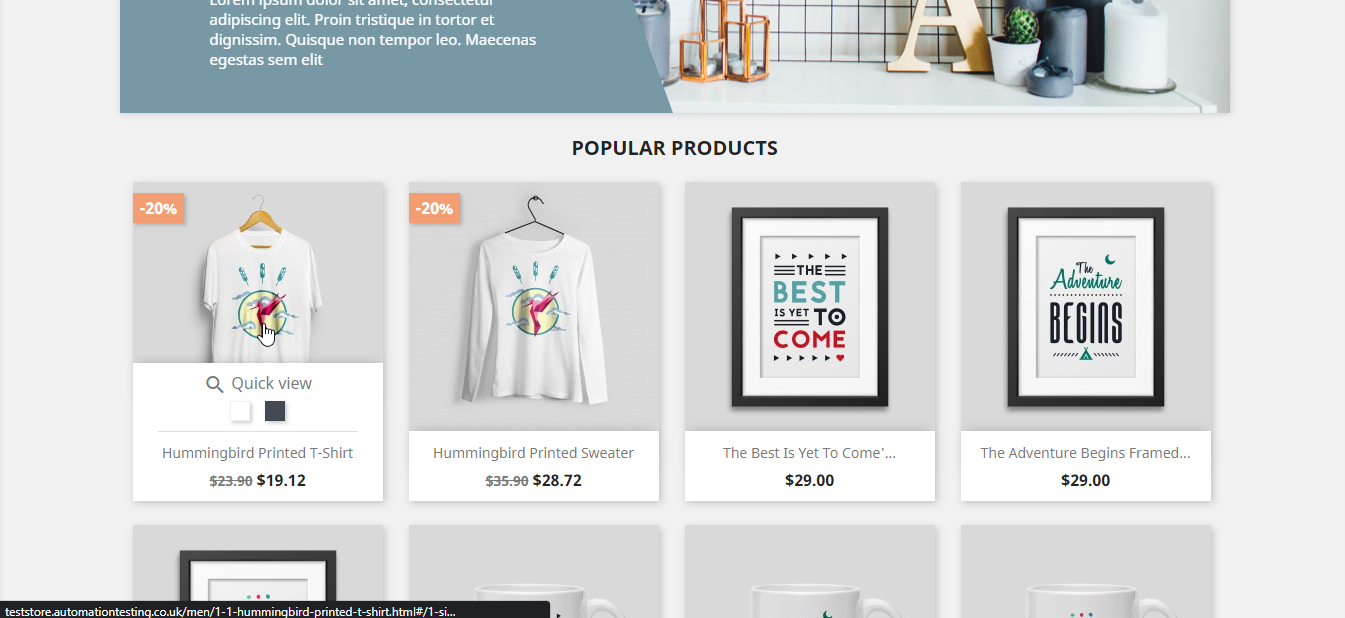 Lorem ipsum dolor sit amet, consectetur
adipiscing elit. Proin tristique in tortor et
dignissim. Quisque non tempor leo. Maecenas
egestas sem elit
A
POPULAR PRODUCTS
-20%
-20%
THE
BEST
IS YET TO
COME
The
Adventure
BEGINS
Quick view
Hummingbird Printed T-Shirt
$23.90 $19.12
Hummingbird Printed Sweater
$35.90 $28.72
The Best Is Yet To Come'...
$29.00
The Adventure Begins Framed...
$29.00
teststore.automationtesting.co.uk/men/1-1-hummingbird-printed-t-shirt.html#/1-si...